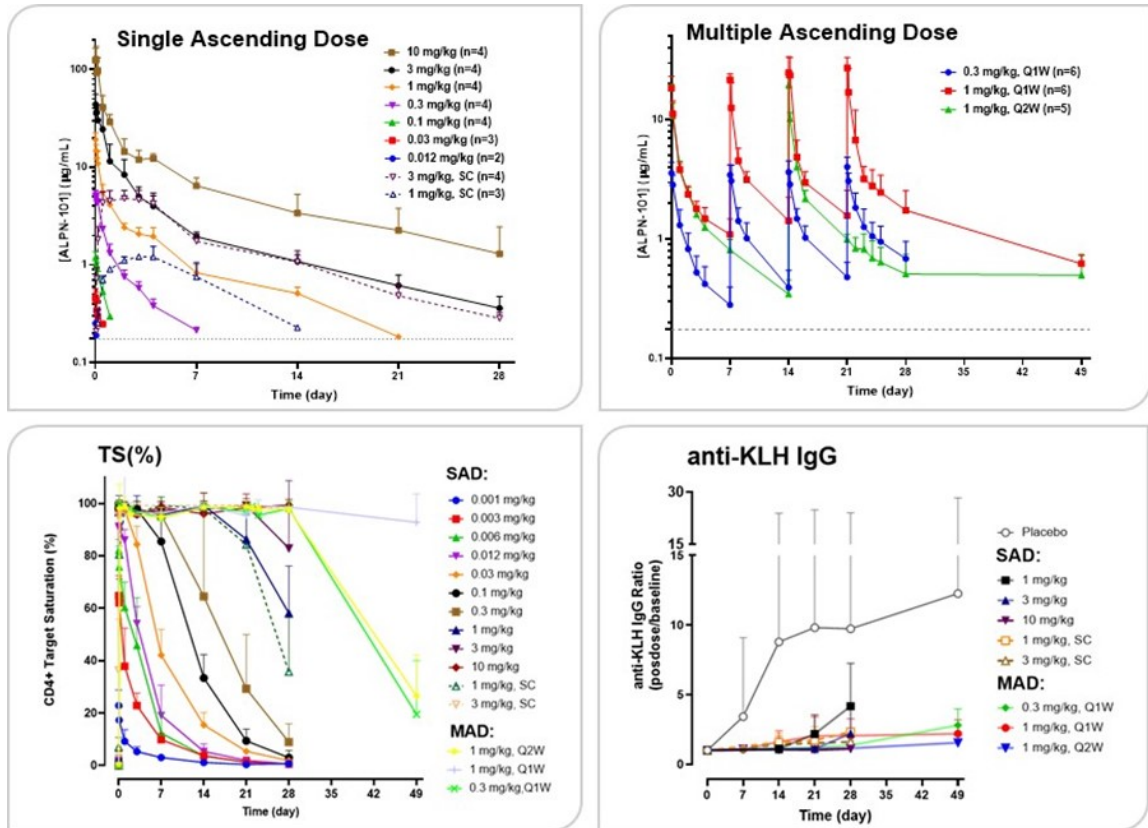 Single Ascending Dose
[ALPN-101] (µg/mL]
100
10
1
0.1
0
7
14
21
28
Time (day)
10 mg/kg (n=4)
3 mg/kg (n=4)
1 mg/kg (n=4)
0.3 mg/kg (n=4)
0.1 mg/kg (n=4)
0.03 mg/kg (n=3)
0.012 mg/kg (n=2)
3 mg/kg, SC (n=4)
1 mg/kg, SC (n=3)
Multiple Ascending Dose
[ALPN-101] (µg/mL]
10
1
0.1
0
7
14
21
28
35
42
49
Time (day)
0.3 mg/kg, Q1W (n=6)
1 mg/kg, Q1W (n=6)
1 mg/kg, Q2W (n=5)
TS(%)
CD4+ Target Saturation (%)
100
80
60
40
20
0
0
7
14
21
28
35
42
49
Time (day)
SAD:
0.001 mg/kg
0.003 mg/kg
0.006 mg/kg
0.012 mg/kg
0.03 mg/kg
0.1 mg/kg
0.3 mg/kg
1 mg/kg
3 mg/kg
10 mg/kg
1 mg/kg, SC
3 mg/kg, SC
MAD:
1 mg/kg, Q2W
1 mg/kg, Q1W
0.3 mg/kg,Q1W
anti-KLH IgG
anti-KLH IgG Ratio
(posdose/baseline)
30
15
15
10
5
0
0
7
14
21
28
35
42
49
Time (day)
Placebo
SAD:
1 mg/kg
3 mg/kg
10 mg/kg
1 mg/kg, SC
3 mg/kg, SC
MAD:
0.3 mg/kg, Q1W
1 mg/kg, Q1W
1 mg/kg, Q2W